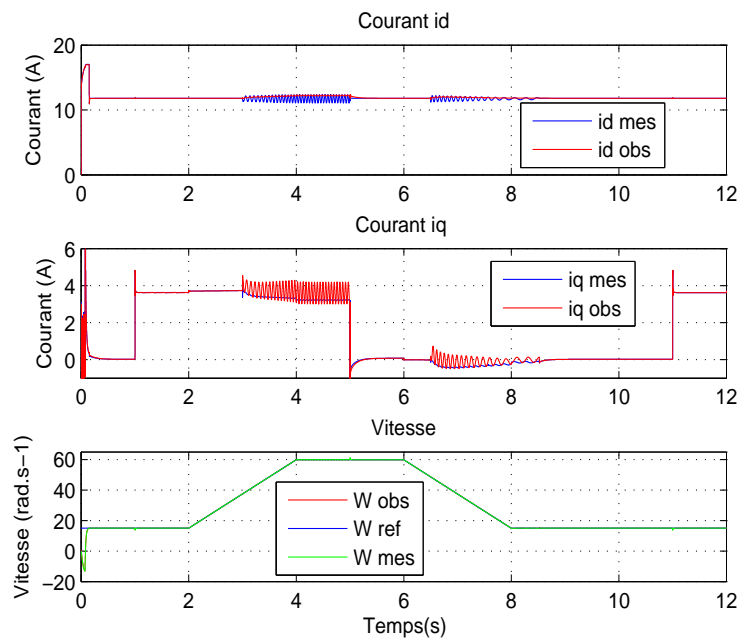 Courant id
20
10
0
Courant (A)
0 2 4 6 8 10 12
id mes
id obs
Courant iq
6
4
2
0
Courant (A)
0 2 4 6 8 10 12
iq mes
iq obs
Vitesse
60
40
20
0
−20
Vitesse (rad.s−1)
0 2 4 6 8 10 12
W obs
W ref
W mes
Temps(s)